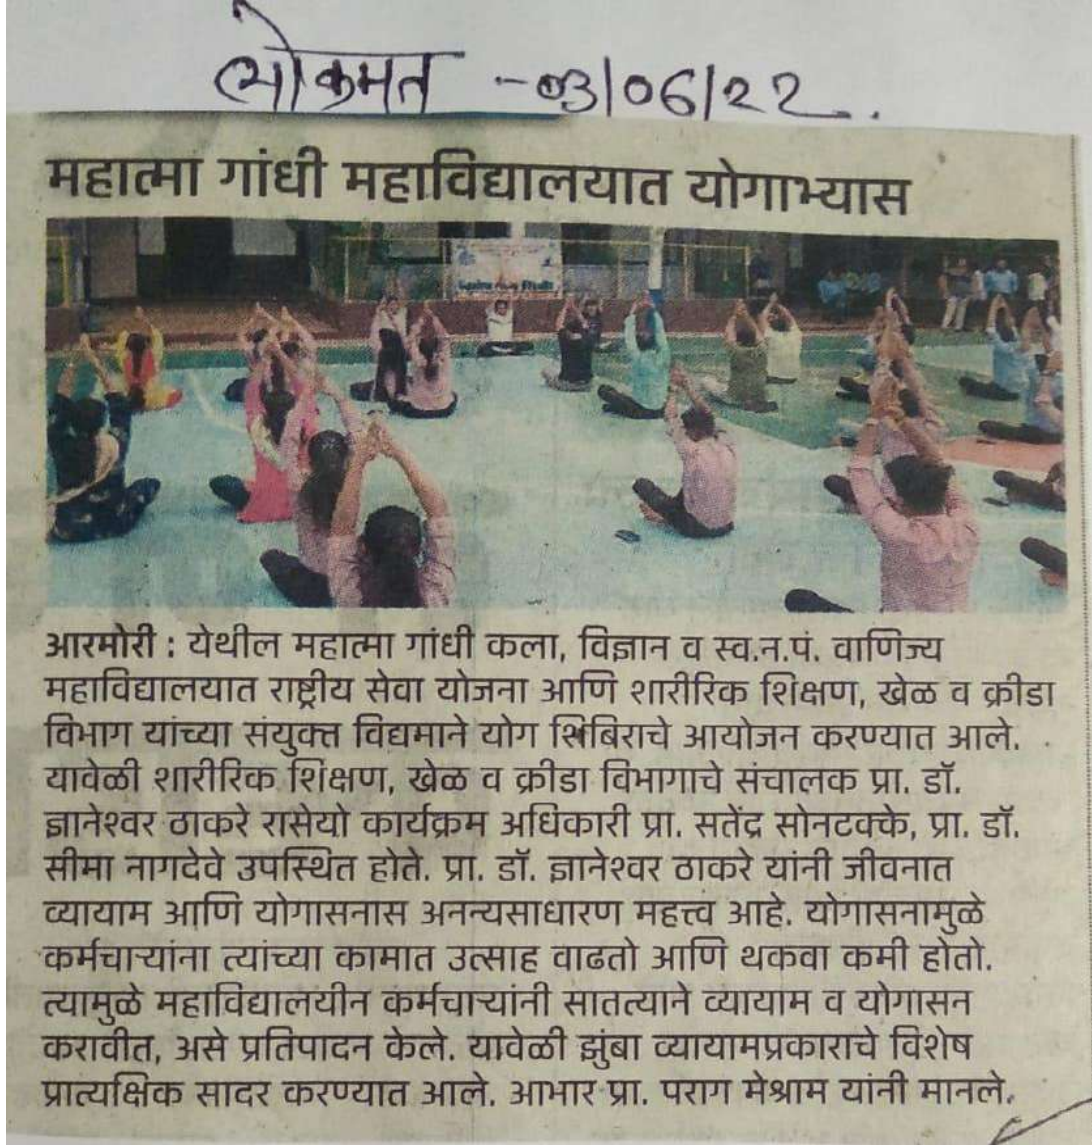 लोकमत -03/06/22.
महात्मा गांधी महाविद्यालयात योगाभ्यास
आरमोरी : येथील महात्मा गांधी कला, विज्ञान व स्व.न.पं. वाणिज्य
महाविद्यालयात राष्ट्रीय सेवा योजना आणि शारीरिक शिक्षण, खेळ व क्रीडा
विभाग यांच्या संयुक्त विद्यमाने योग शिबिराचे आयोजन करण्यात आले.
यावेळी शारीरिक शिक्षण, खेळ व क्रीडा विभागाचे संचालक प्रा. डॉ.
ज्ञानेश्वर ठाकरे रासेयो कार्यक्रम अधिकारी प्रा. सतेंद्र सोनटक्के, प्रा. डॉ.
सीमा नागदेवे उपस्थित होते. प्रा. डॉ. ज्ञानेश्वर ठाकरे यांनी जीवनात
व्यायाम आणि योगासनास अनन्यसाधारण महत्त्व आहे. योगासनामुळे
कर्मचाऱ्यांना त्यांच्या कामात उत्साह वाढतो आणि थकवा कमी होतो.
त्यामुळे महाविद्यालयीन कर्मचाऱ्यांनी सातत्याने व्यायाम व योगासन
करावीत, असे प्रतिपादन केले. यावेळी झुंबा व्यायामप्रकाराचे विशेष
प्रात्यक्षिक सादर करण्यात आले. आभार प्रा. पराग मेश्राम यांनी मानले.